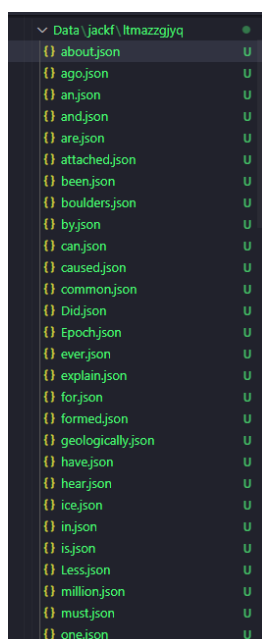 Data\jackf\ltmazzgjyq
{} about.json U
{} ago.json U
{} an.json U
{} and.json U
{} are.json U
{} attached.json U
{} been.json U
{} boulders.json U
{} by.json U
{} can.json U
{} caused.json U
{} common.json U
{} Did.json U
{} Epoch.json U
{} ever.json U
{} explain.json U
{} for.json U
{} formed.json U
{} geologically.json U
{} have.json U
{} hear.json U
{} ice.json U
{} in.json U
{} is.json U
{} Less.json U
{} million.json U
{} must.json U
{} one.json U